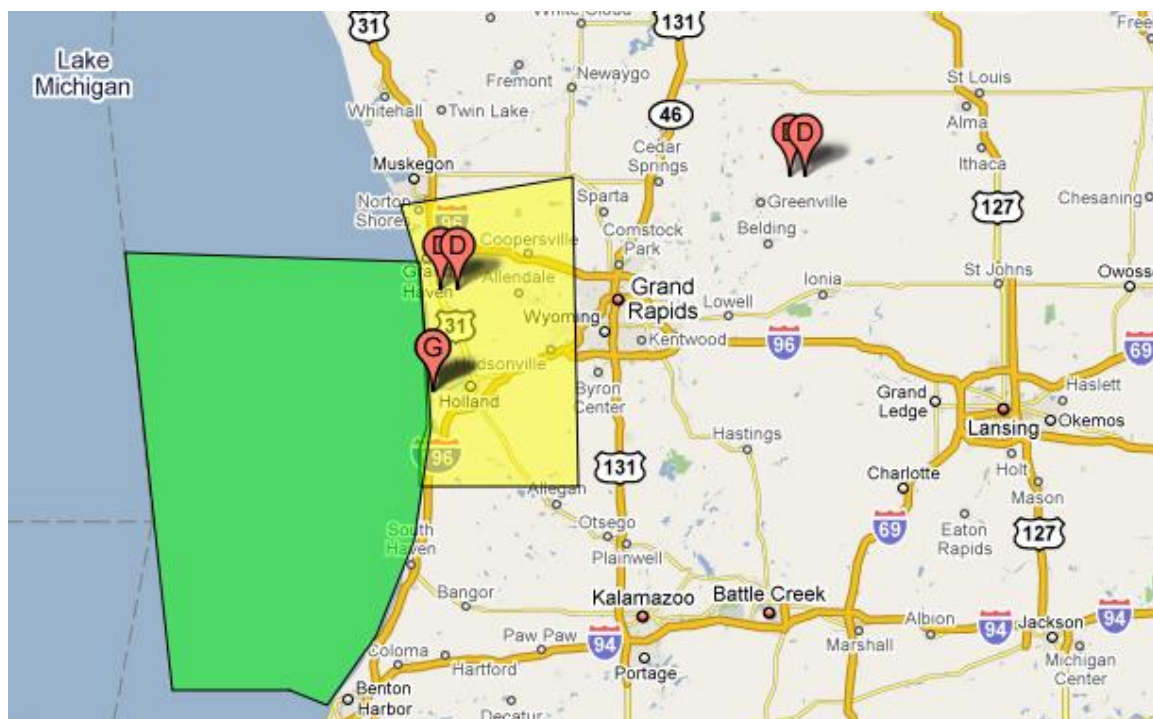 White Cloud
31
131
Lake
Michigan
Fremont
Newaygo
St Louis
Whitehall
Twin Lake
46
Alma
Cedar
Springs
D
Ithaca
Muskegon
Norton
Shores
Sparta
Greenville
127
Chesaning
96
Coopersville
Comstock
Park
Belding
D
Grand
Haven
Allendale
Ionia
St Johns
Owosso
Grand
Rapids
Lowell
31
Wyoming
Kentwood
96
69
G
Hudsonville
Byron
Center
Holland
Grand
Ledge
Haslett
Okemos
Lansing
Hastings
96
131
Holt
Charlotte
Mason
Allegan
Otsego
Plainwell
69
Eaton
Rapids
127
South
Haven
Bangor
Kalamazoo
Battle Creek
94
Albion
94
94
Jackson
Paw Paw
Marshall
Coloma
Hartford
Portage
Michigan
Center
Benton
Harbor
Decatur